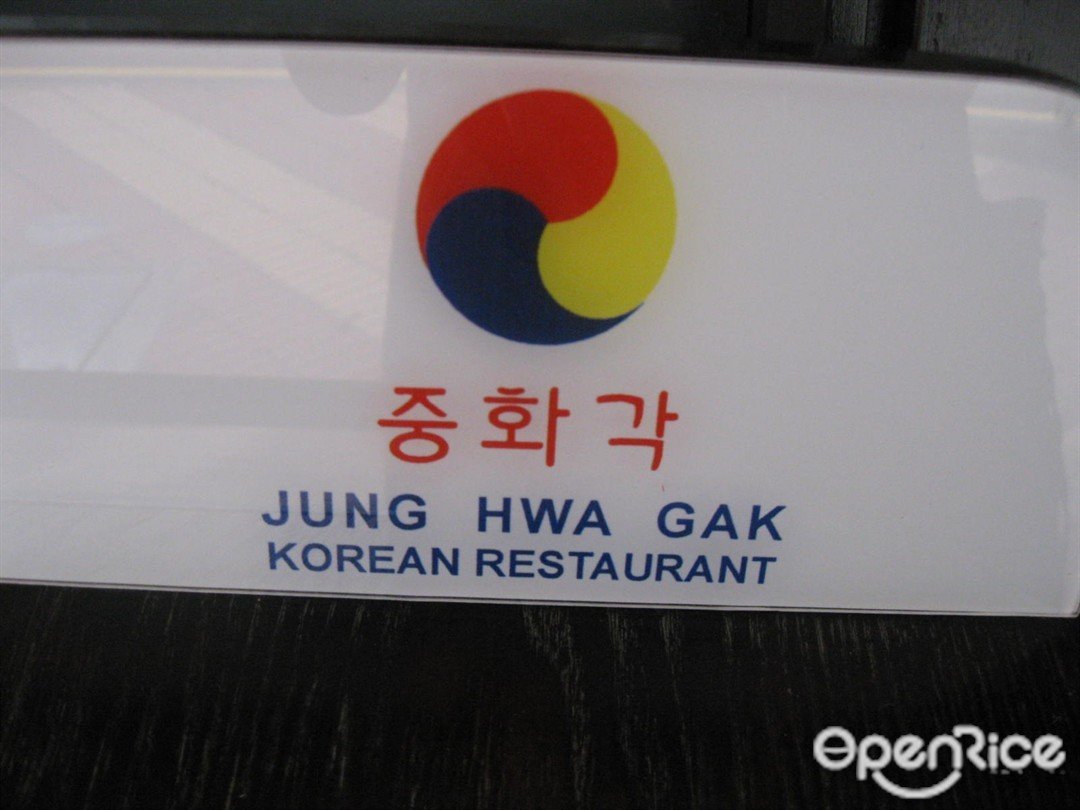 중화각
JUNG HWA GAK
KOREAN RESTAURANT
OpenRice